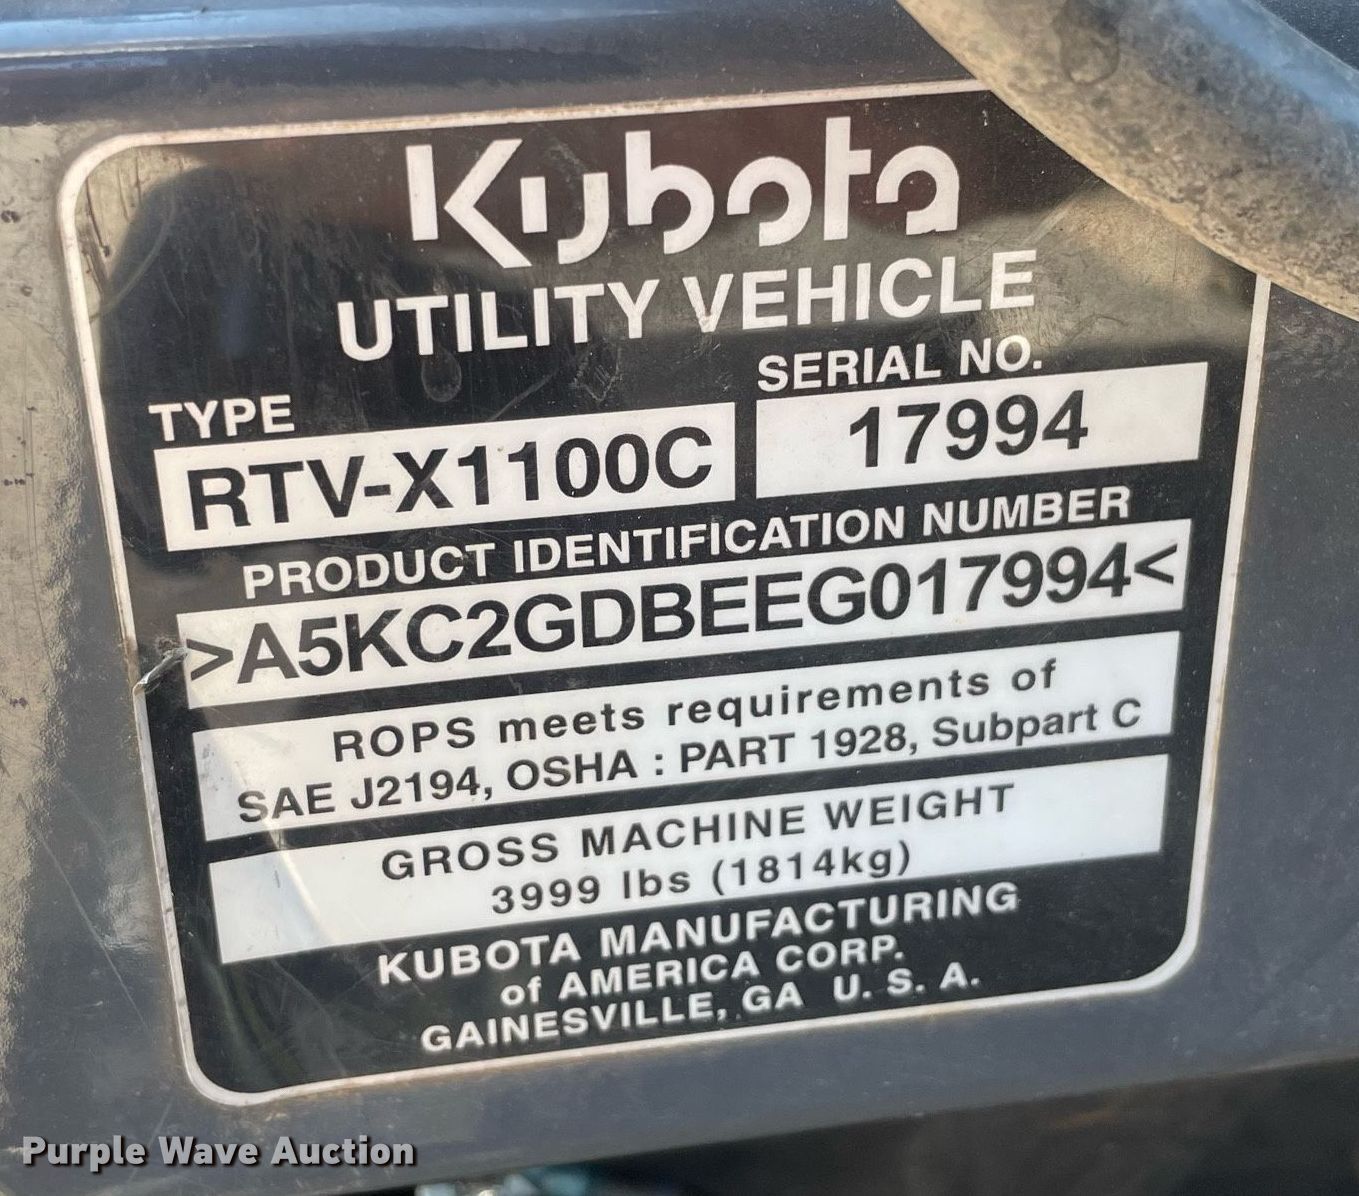 Kubota
UTILITY VEHICLE
TYPE
SERIAL NO.
RTV-X1100C
17994
PRODUCT IDENTIFICATION NUMBER
>A5KC2GDBEEG017994<
ROPS meets requirements of
SAE J2194, OSHA : PART 1928, Subpart C
GROSS MACHINE WEIGHT
3999 lbs (1814kg)
KUBOTA MANUFACTURING
of AMERICA CORP.
GAINESVILLE, GA U. S. A.
Purple Wave Auction